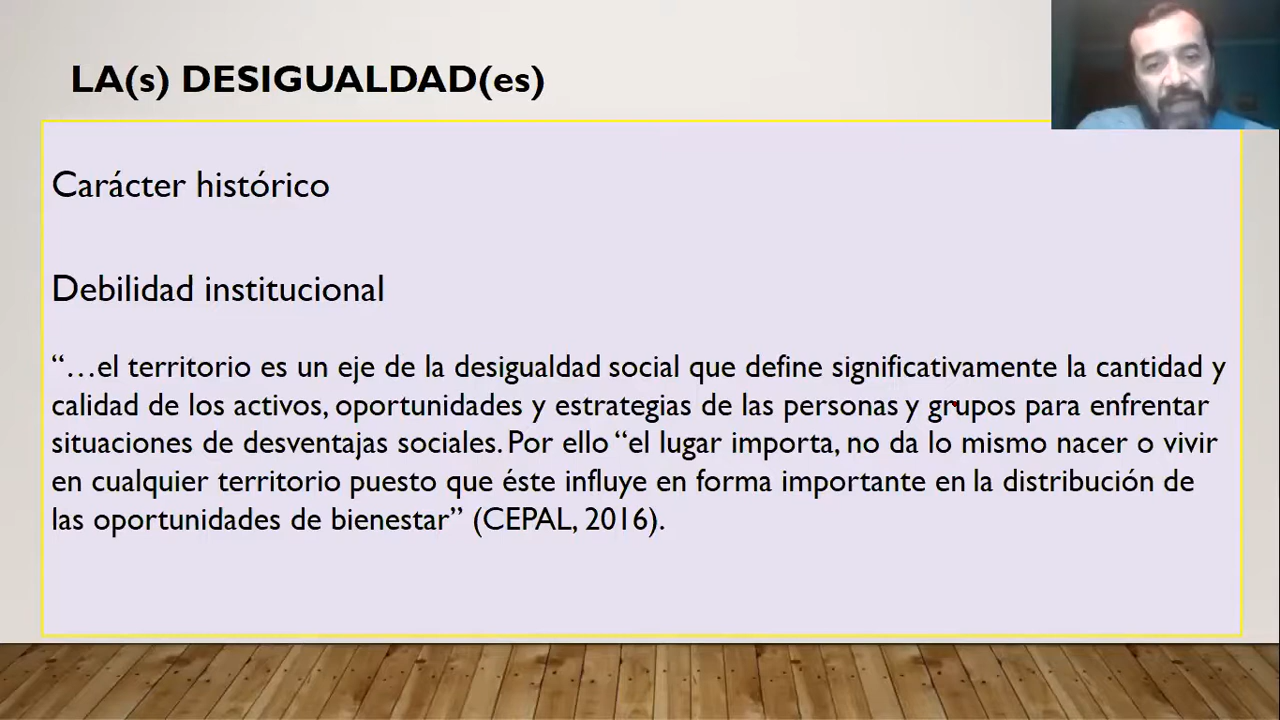 LA(s) DESIGUALDAD(es)
Carácter histórico
Debilidad institucional
“…el territorio es un eje de la desigualdad social que define significativamente la cantidad y
calidad de los activos, oportunidades y estrategias de las personas y grupos para enfrentar
situaciones de desventajas sociales. Por ello “el lugar importa, no da lo mismo nacer o vivir
en cualquier territorio puesto que éste influye en forma importante en la distribución de
las oportunidades de bienestar” (CEPAL, 2016).